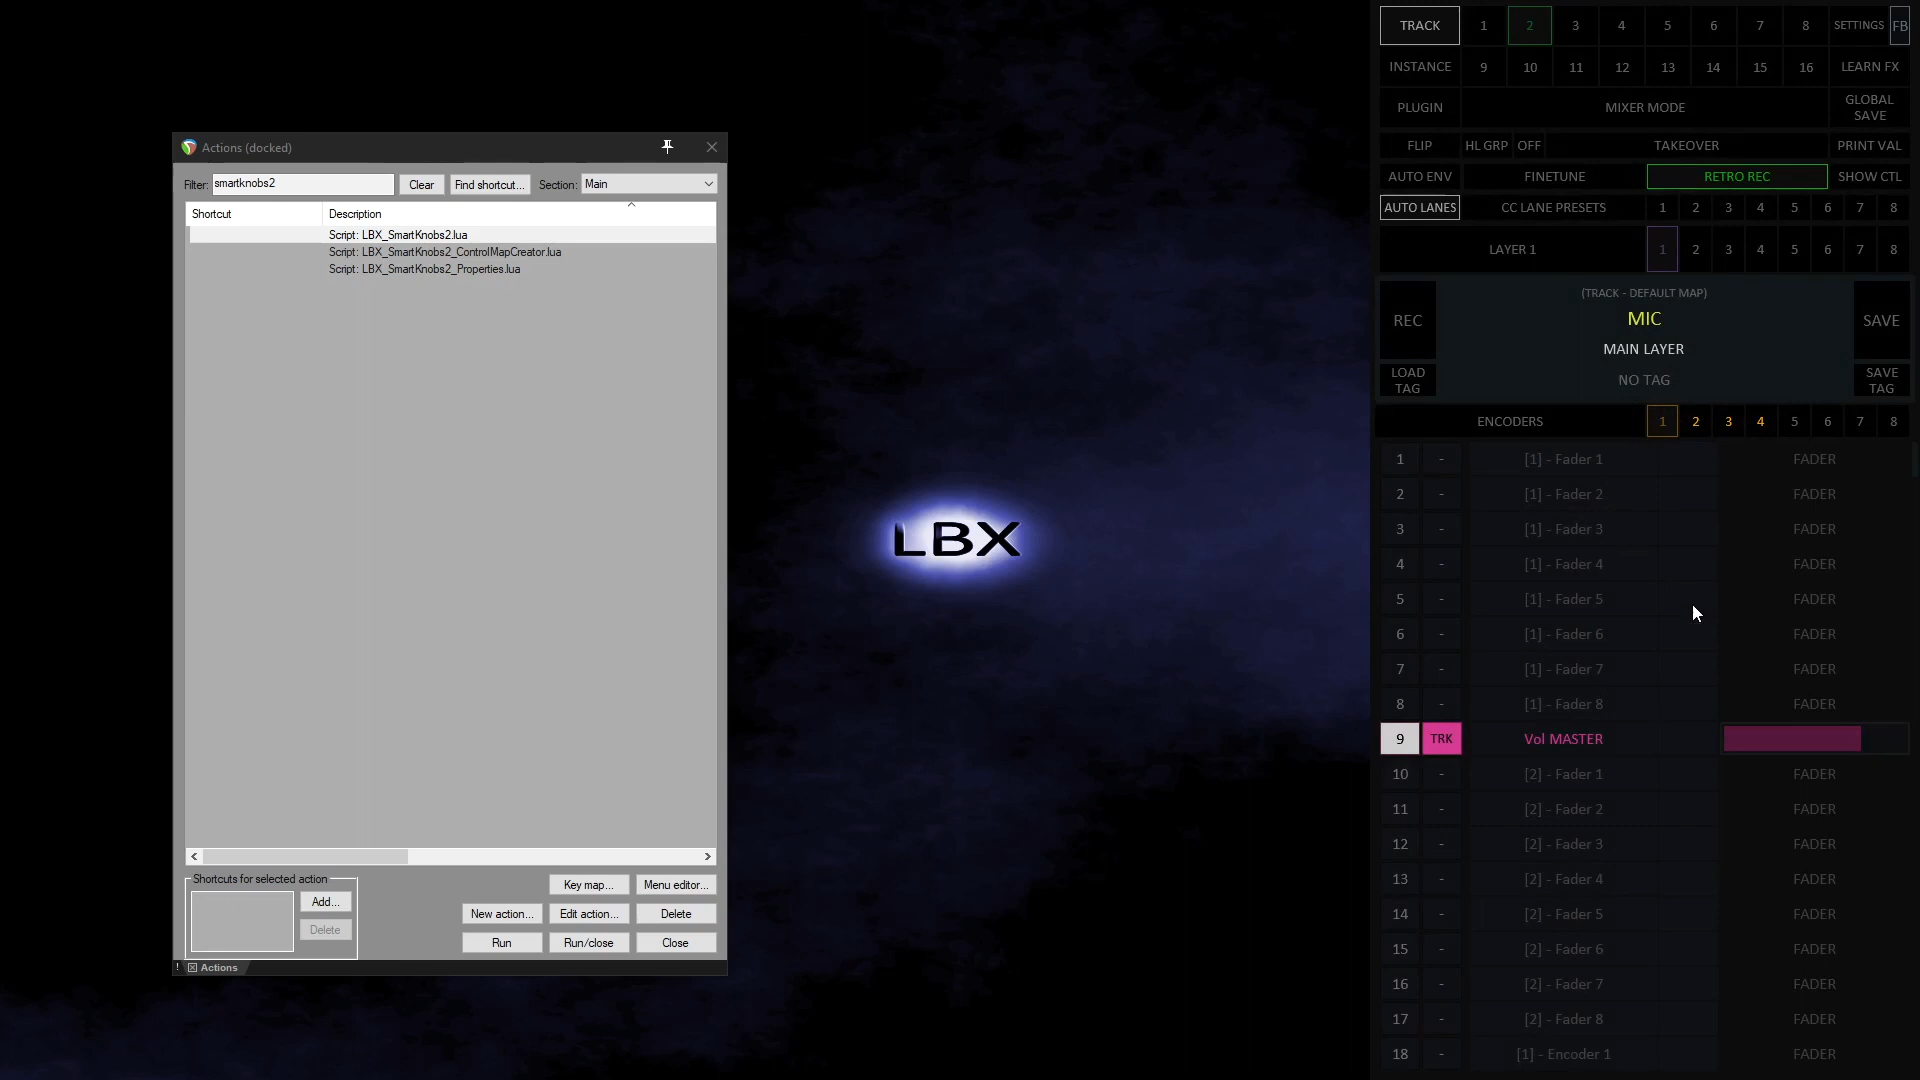 Actions (docked)
Filter: smartknobs2 Clear Find shortcut... Section: Main
Shortcut Description
Script: LBX_SmartKnobs2.lua
Script: LBX_SmartKnobs2_ControlMapCreator.lua
Script: LBX_SmartKnobs2_Properties.lua
Shortcuts for selected action
Add...
Delete
Key map... Menu editor...
New action... Edit action... Delete
Run Run/close Close
! Actions
LBX
TRACK 1 2 3 4 5 6 7 8 SETTINGS FB
INSTANCE 9 10 11 12 13 14 15 16 LEARN FX
PLUGIN MIXER MODE GLOBAL SAVE
FLIP HL GRP OFF TAKEOVER PRINT VAL
AUTO ENV FINETUNE RETRO REC SHOW CTL
AUTO LANES CC LANE PRESETS 1 2 3 4 5 6 7 8
LAYER 1 1 2 3 4 5 6 7 8
(TRACK - DEFAULT MAP)
REC MIC SAVE
MAIN LAYER
LOAD TAG NO TAG SAVE TAG
ENCODERS 1 2 3 4 5 6 7 8
1 - [1] - Fader 1 FADER
2 - [1] - Fader 2 FADER
3 - [1] - Fader 3 FADER
4 - [1] - Fader 4 FADER
5 - [1] - Fader 5 FADER
6 - [1] - Fader 6 FADER
7 - [1] - Fader 7 FADER
8 - [1] - Fader 8 FADER
9 TRK Vol MASTER
10 - [2] - Fader 1 FADER
11 - [2] - Fader 2 FADER
12 - [2] - Fader 3 FADER
13 - [2] - Fader 4 FADER
14 - [2] - Fader 5 FADER
15 - [2] - Fader 6 FADER
16 - [2] - Fader 7 FADER
17 - [2] - Fader 8 FADER
18 - [1] - Encoder 1 FADER